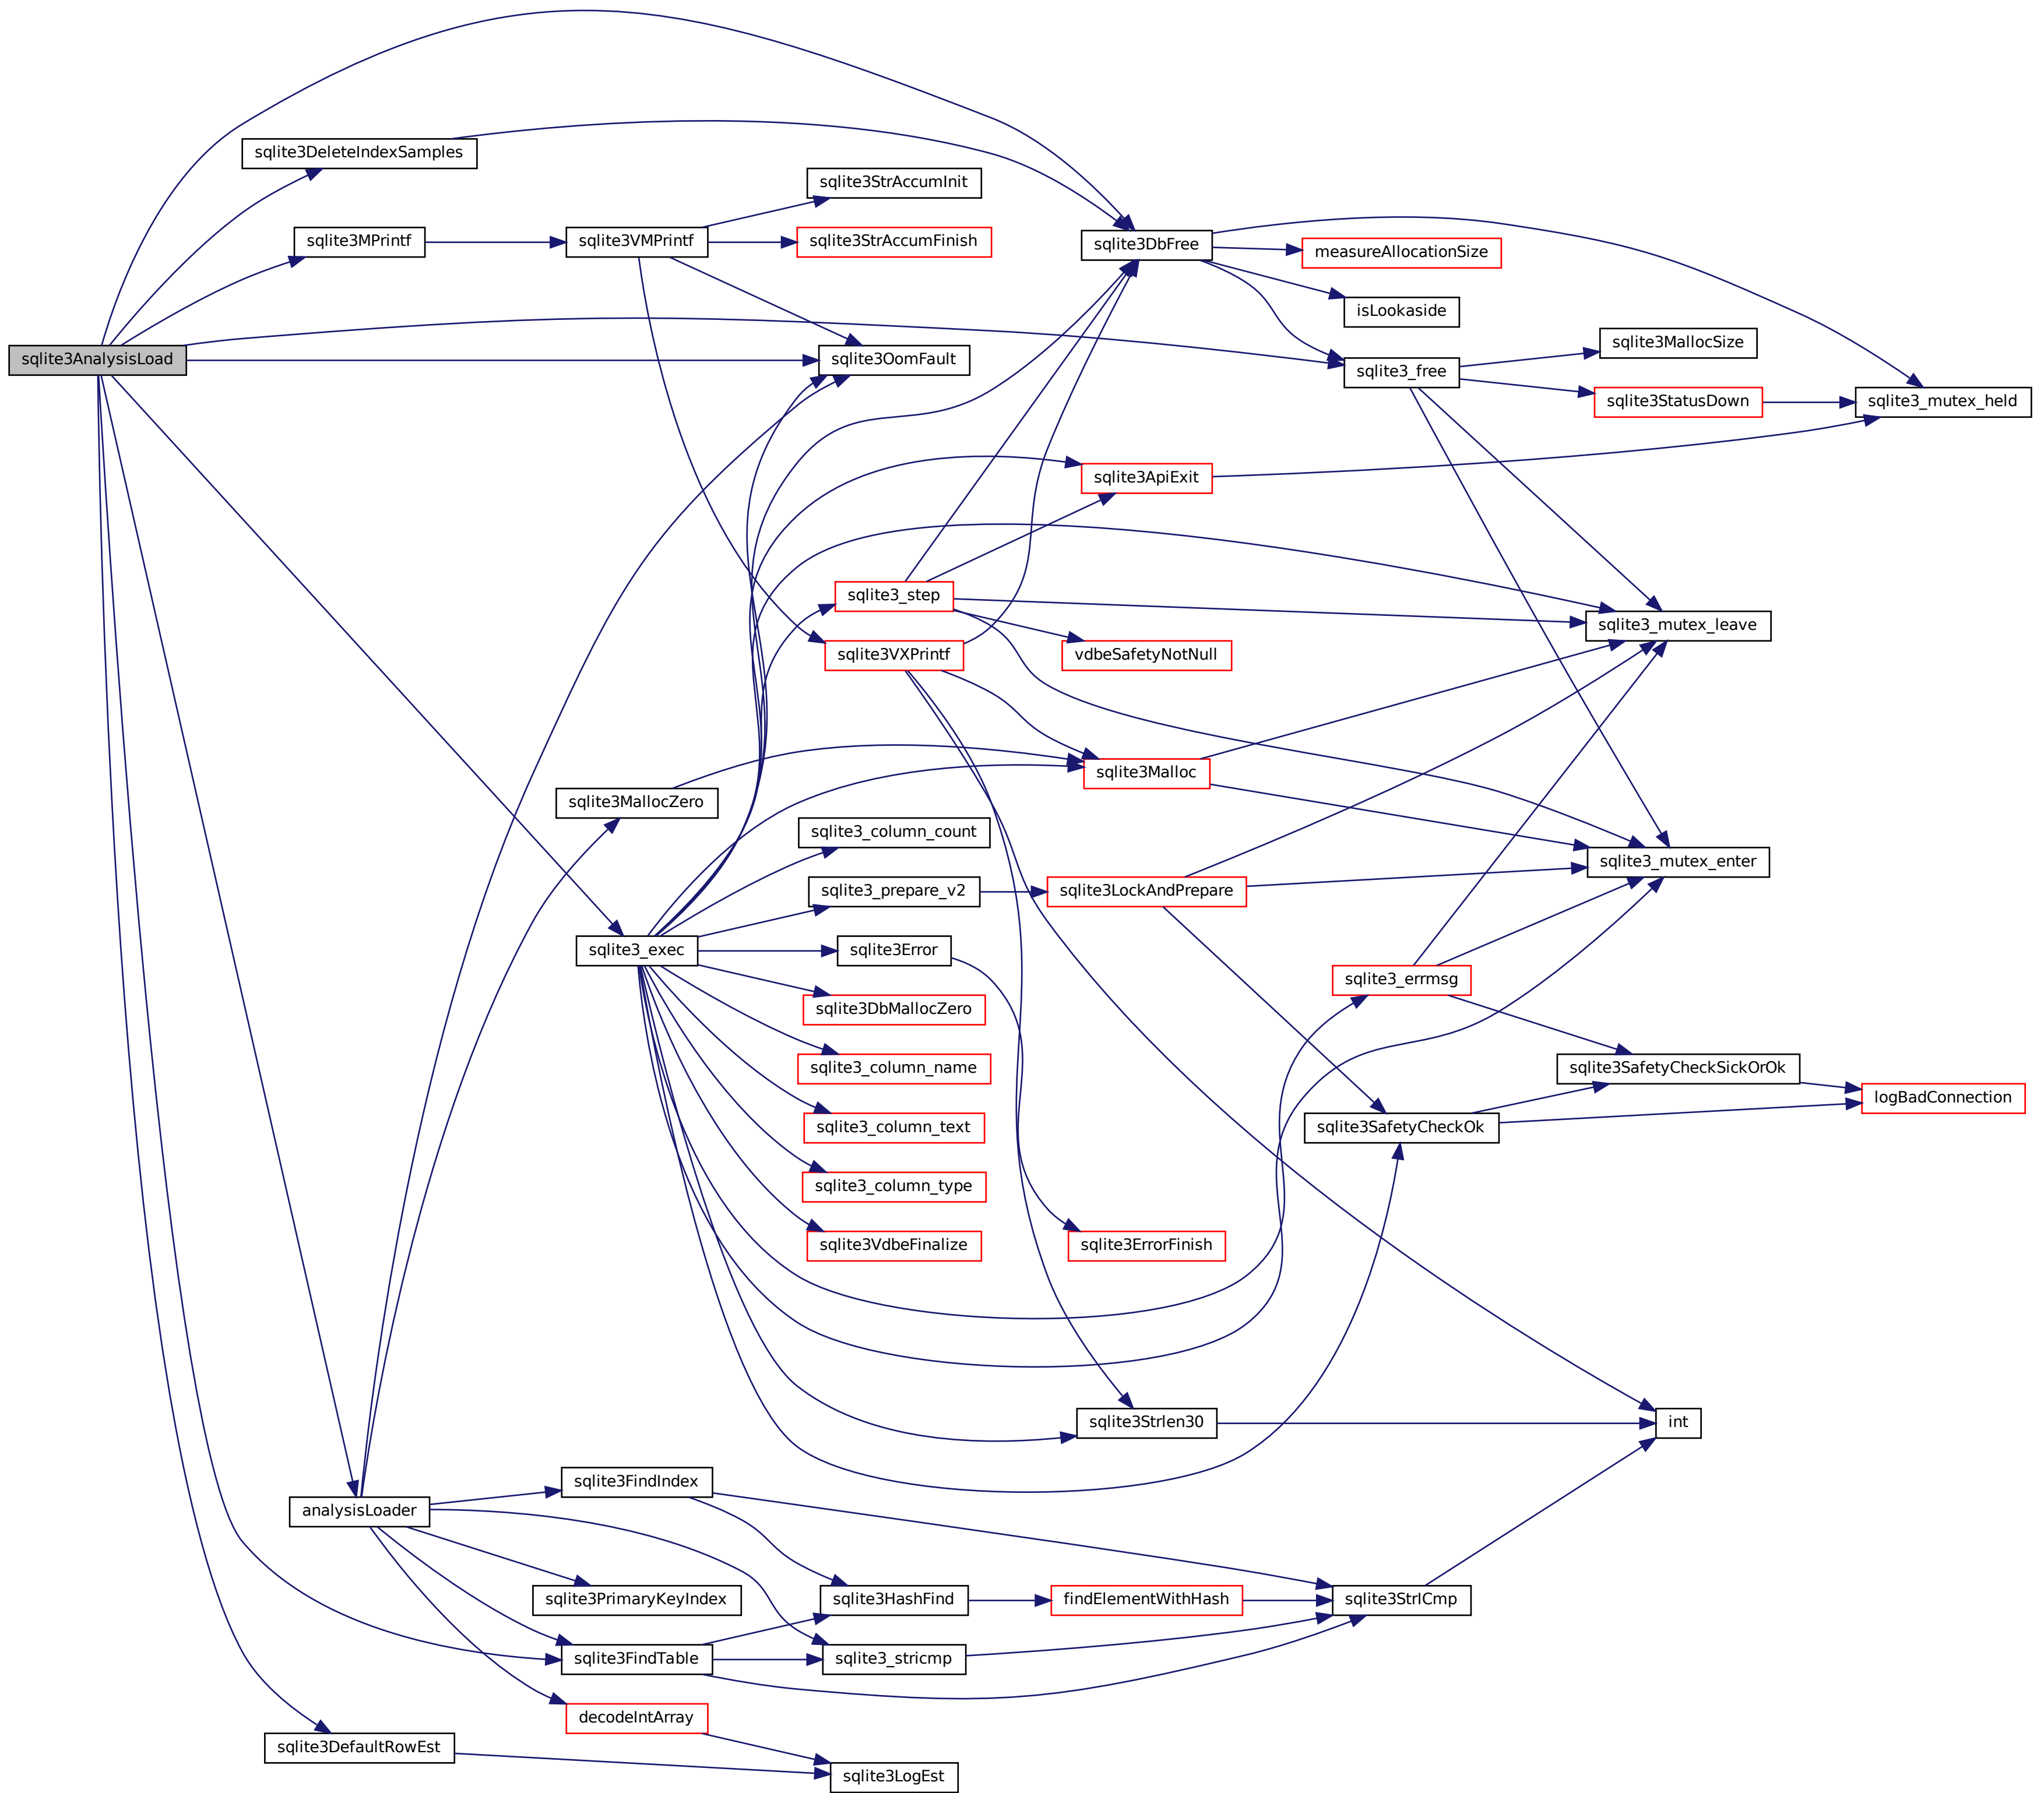 sqlite3DeleteIndexSamples
sqlite3StrAccumInit
sqlite3MPrintf
sqlite3VMPrintf
sqlite3StrAccumFinish
sqlite3DbFree
measureAllocationSize
isLookaside
sqlite3AnalysisLoad
sqlite3OomFault
sqlite3_free
sqlite3MallocSize
sqlite3StatusDown
sqlite3_mutex_held
sqlite3ApiExit
sqlite3_step
sqlite3_mutex_leave
sqlite3VXPrintf
vdbeSafetyNotNull
sqlite3Malloc
sqlite3MallocZero
sqlite3_column_count
sqlite3_mutex_enter
sqlite3_prepare_v2
sqlite3LockAndPrepare
sqlite3_exec
sqlite3Error
sqlite3_errmsg
sqlite3DbMallocZero
sqlite3_column_name
sqlite3SafetyCheckSickOrOk
logBadConnection
sqlite3_column_text
sqlite3SafetyCheckOk
sqlite3_column_type
sqlite3VdbeFinalize
sqlite3ErrorFinish
sqlite3Strlen30
int
sqlite3FindIndex
analysisLoader
sqlite3PrimaryKeyIndex
sqlite3HashFind
findElementWithHash
sqlite3StrICmp
sqlite3FindTable
sqlite3_stricmp
decodeIntArray
sqlite3DefaultRowEst
sqlite3LogEst